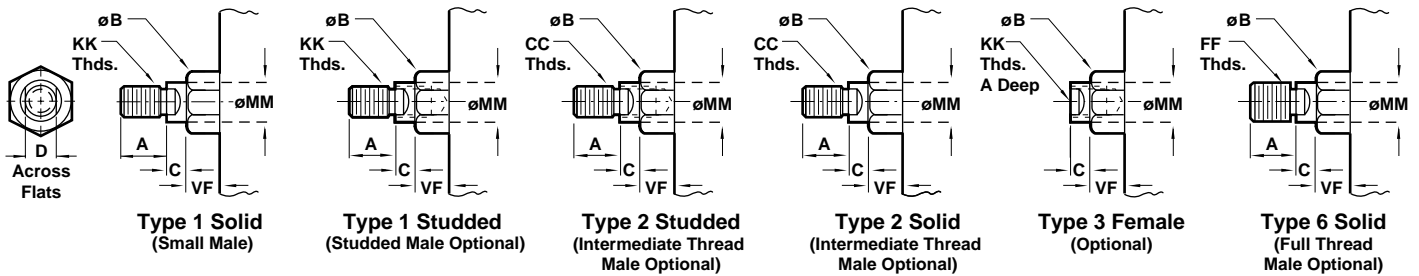 D
Across
Flats
øB
KK
Thds.
øMM
A
C
VF
Type 1 Solid
(Small Male)
øB
KK
Thds.
øMM
A
C
VF
Type 1 Studded
(Studded Male Optional)
øB
CC
Thds.
øMM
A
C
VF
Type 2 Studded
(Intermediate Thread
Male Optional)
øB
CC
Thds.
øMM
A
C
VF
Type 2 Solid
(Intermediate Thread
Male Optional)
øB
KK
Thds.
A Deep
øMM
C
VF
Type 3 Female
(Optional)
øB
FF
Thds.
øMM
A
C
VF
Type 6 Solid
(Full Thread
Male Optional)